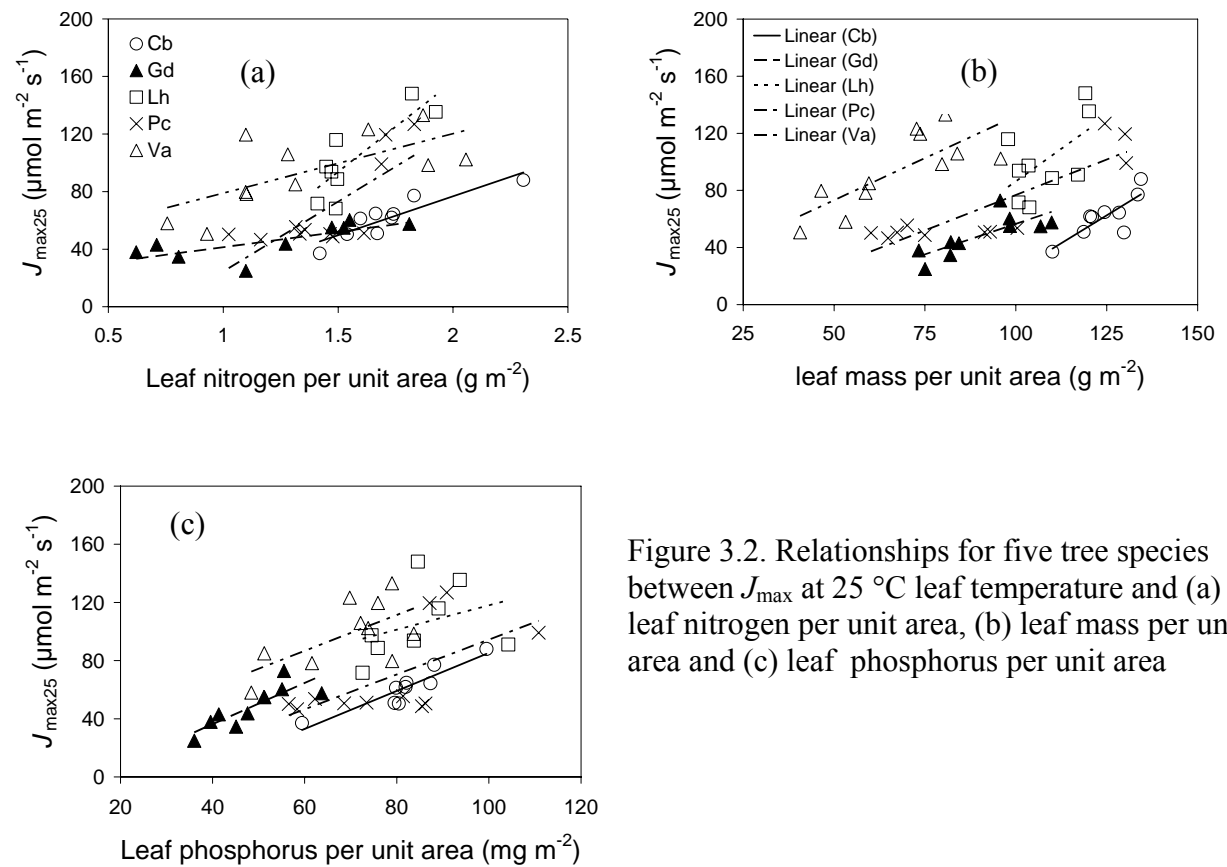 200
160
120
80
40
0
J max25 (µmol m-2 s-1)
Cb
Gd
Lh
Pc
Va
(a)
0.5 1 1.5 2 2.5
Leaf nitrogen per unit area (g m-2)
200
160
120
80
40
0
J max25 (µmol m-2 s-1)
Linear (Cb)
Linear (Gd)
Linear (Lh)
Linear (Pc)
Linear (Va)
(b)
25 50 75 100 125 150
leaf mass per unit area (g m-2)
200
160
120
80
40
0
J max25 (µmol m-2 s-1)
(c)
20 40 60 80 100 120
Leaf phosphorus per unit area (mg m-2)
Figure 3.2. Relationships for five tree species
between Jmax at 25 °C leaf temperature and (a)
leaf nitrogen per unit area, (b) leaf mass per un
area and (c) leaf phosphorus per unit area